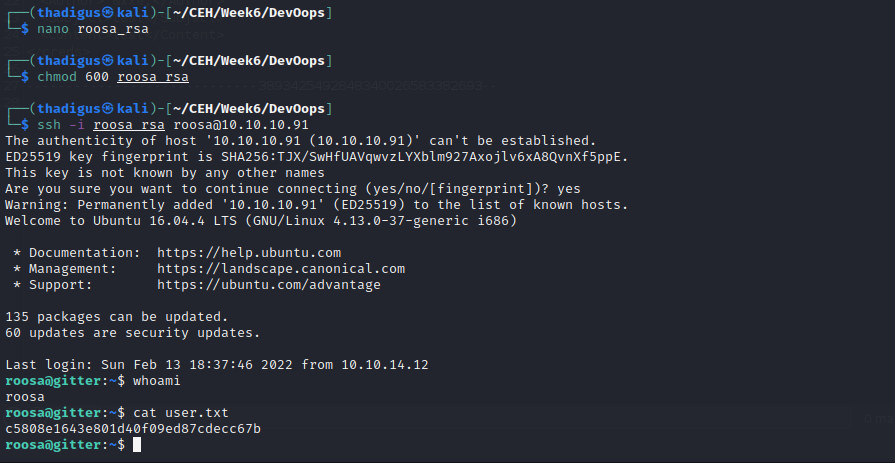 ┌──(thadigus㉿kali)-[~/CEH/Week6/DevOops]
└─$ nano roosa_rsa
┌──(thadigus㉿kali)-[~/CEH/Week6/DevOops]
└─$ chmod 600 roosa_rsa
┌──(thadigus㉿kali)-[~/CEH/Week6/DevOops]
└─$ ssh -i roosa_rsa roosa@10.10.10.91
The authenticity of host '10.10.10.91 (10.10.10.91)' can't be established.
ED25519 key fingerprint is SHA256:TJX/SwHfUAVqwvzLYXblm927Axojlv6xA8QvnXf5ppE.
This key is not known by any other names
Are you sure you want to continue connecting (yes/no/[fingerprint])? yes
Warning: Permanently added '10.10.10.91' (ED25519) to the list of known hosts.
Welcome to Ubuntu 16.04.4 LTS (GNU/Linux 4.13.0-37-generic i686)
* Documentation:  https://help.ubuntu.com
* Management:     https://landscape.canonical.com
* Support:        https://ubuntu.com/advantage
135 packages can be updated.
60 updates are security updates.
Last login: Sun Feb 13 18:37:46 2022 from 10.10.14.12
roosa@gitter:~$ whoami
roosa
roosa@gitter:~$ cat user.txt
c5808e1643e801d40f09ed87cdecc67b
roosa@gitter:~$